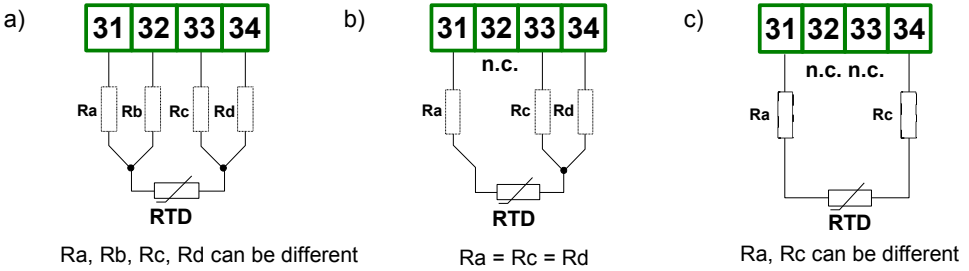 a)
31 32 33 34
Ra Rb Rc Rd
RTD
Ra, Rb, Rc, Rd can be different
b)
31 32 33 34
n.c.
Ra Rc Rd
RTD
Ra = Rc = Rd
c)
31 32 33 34
n.c. n.c.
Ra Rc
RTD
Ra, Rc can be different